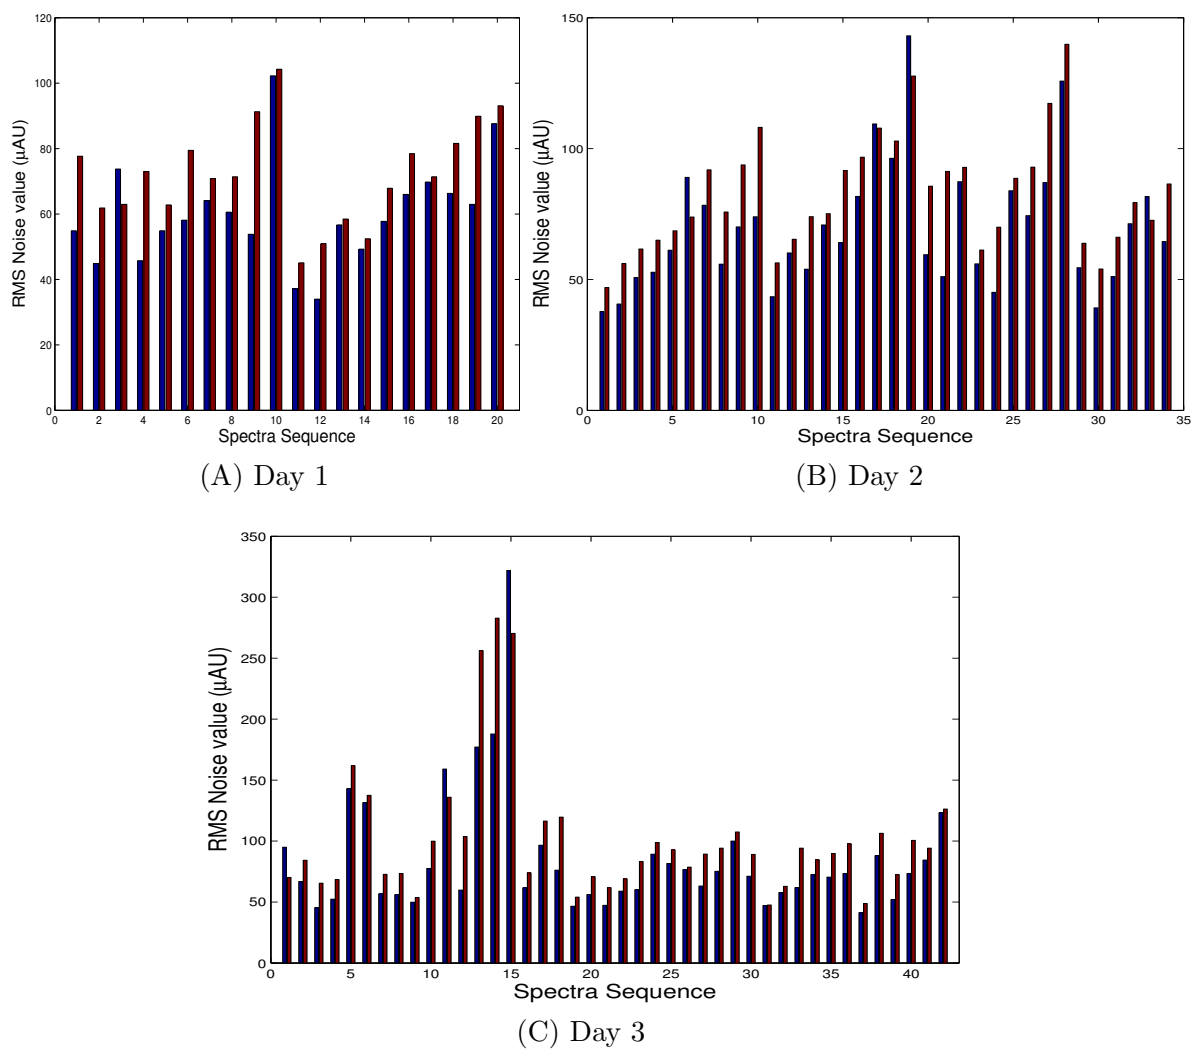 120
100
80
60
40
20
0
RMS Noise value (μAU)
0 2 4 6 8 10 12 14 16 18 20
Spectra Sequence
(A) Day 1
150
100
50
0
RMS Noise value (μAU)
0 5 10 15 20 25 30 35
Spectra Sequence
(B) Day 2
350
300
250
200
150
100
50
0
RMS Noise value (μAU)
0 5 10 15 20 25 30 35 40
Spectra Sequence
(C) Day 3